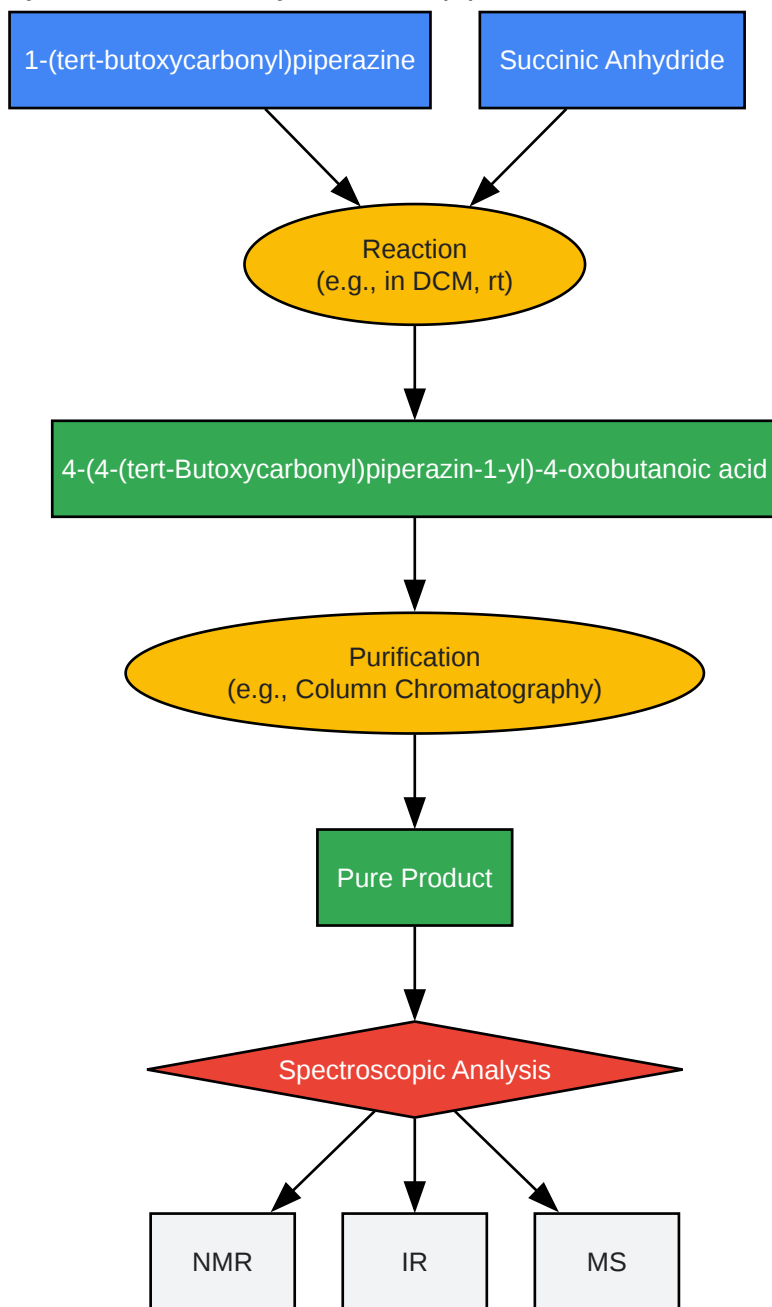 1-(tert-butoxycarbonyl)piperazine
Succinic Anhydride
Reaction
(e.g., in DCM, rt)
4-(4-(tert-Butoxycarbonyl)piperazin-1-yl)-4-oxobutanoic acid
Purification
(e.g., Column Chromatography)
Pure Product
Spectroscopic Analysis
NMR
IR
MS